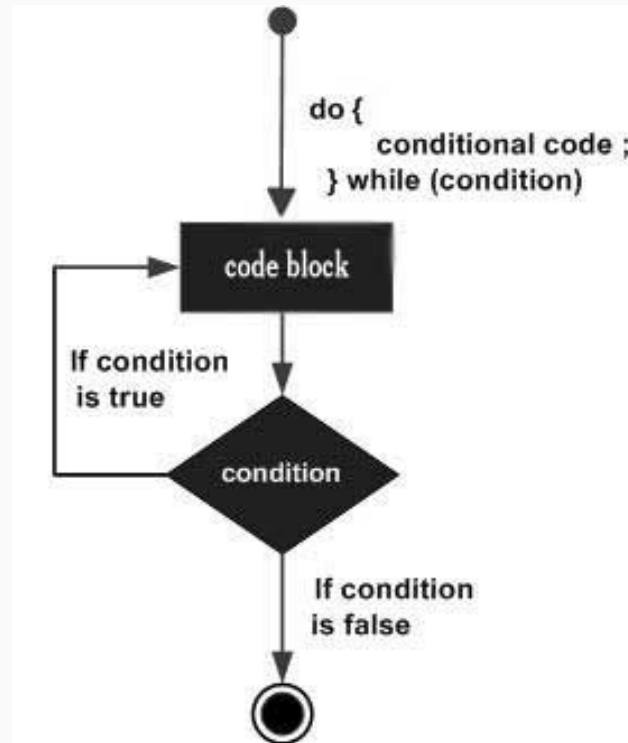 do {
conditional code ;
} while (condition)
code block
If condition
is true
condition
If condition
is false